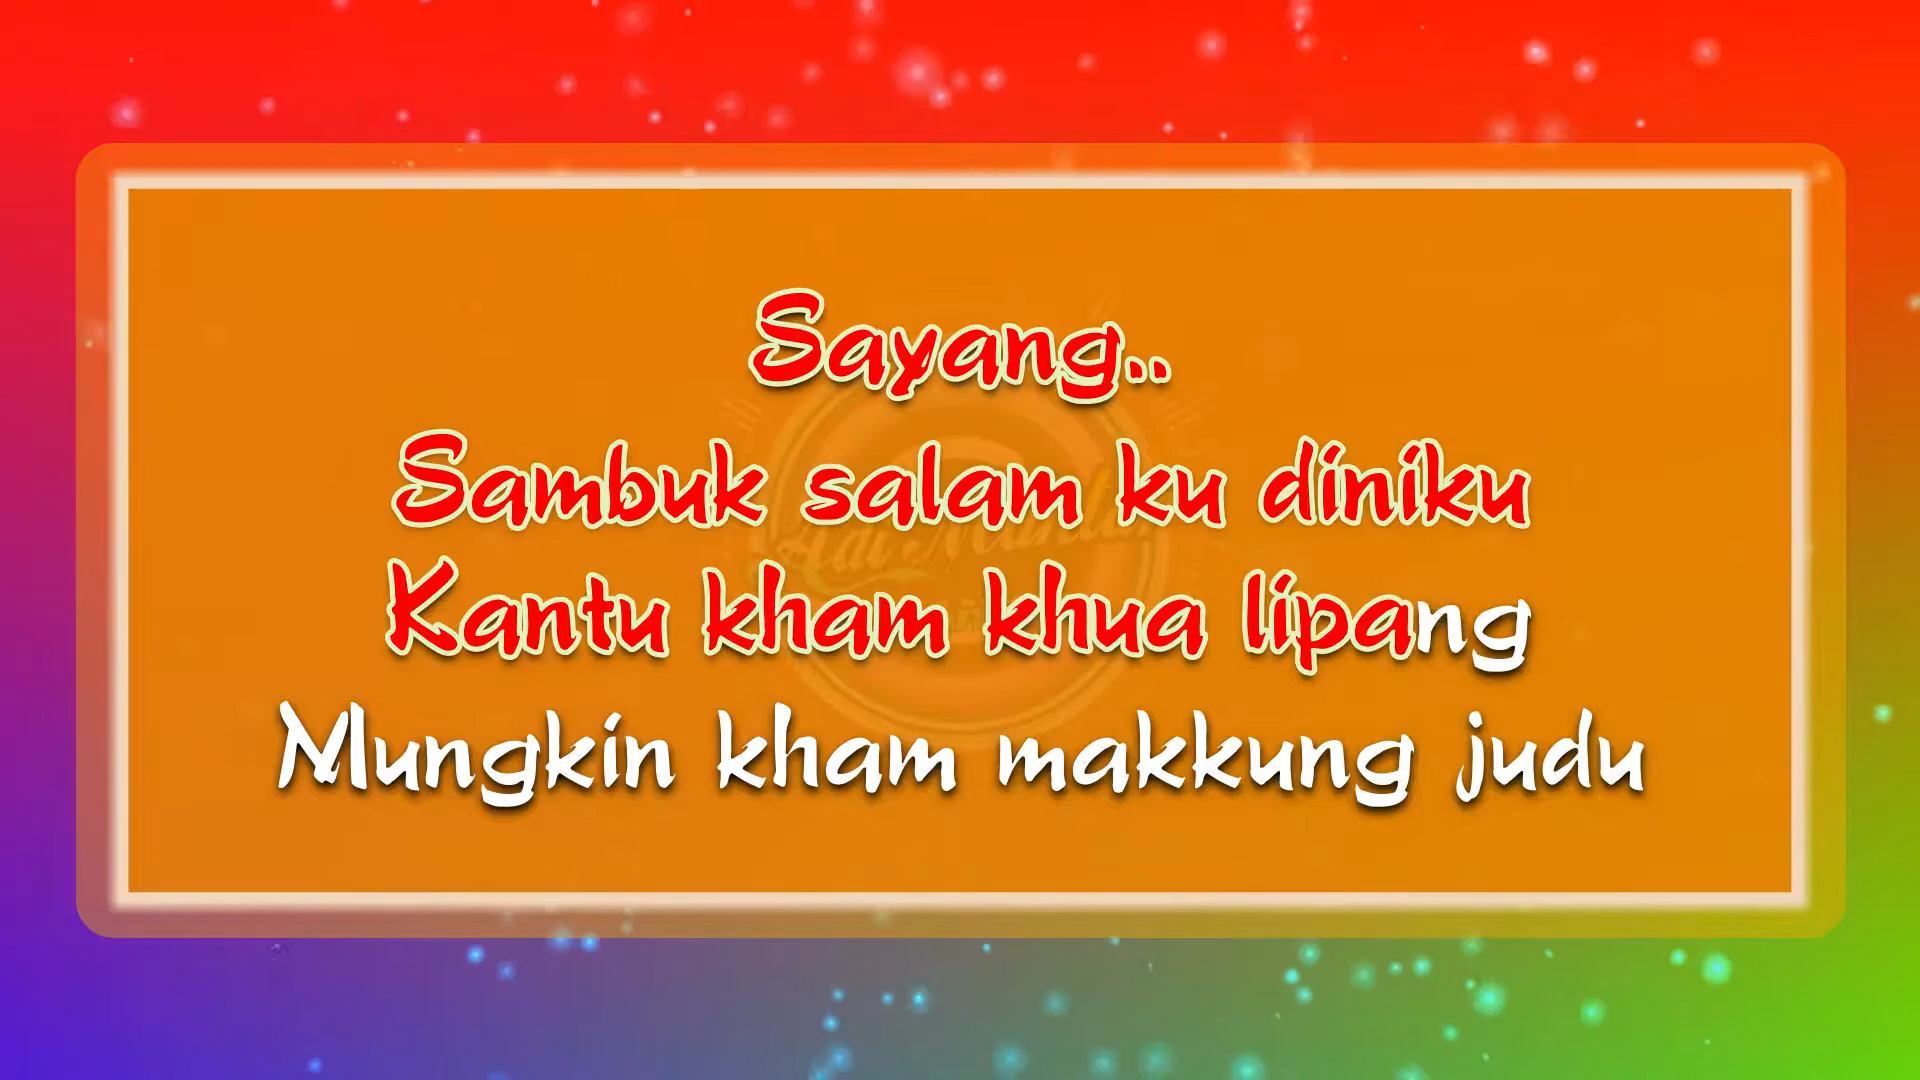 Sayang..
Sambuk salam ku diniku
Kantu kham khua lipang
Mungkin kham makkung judu